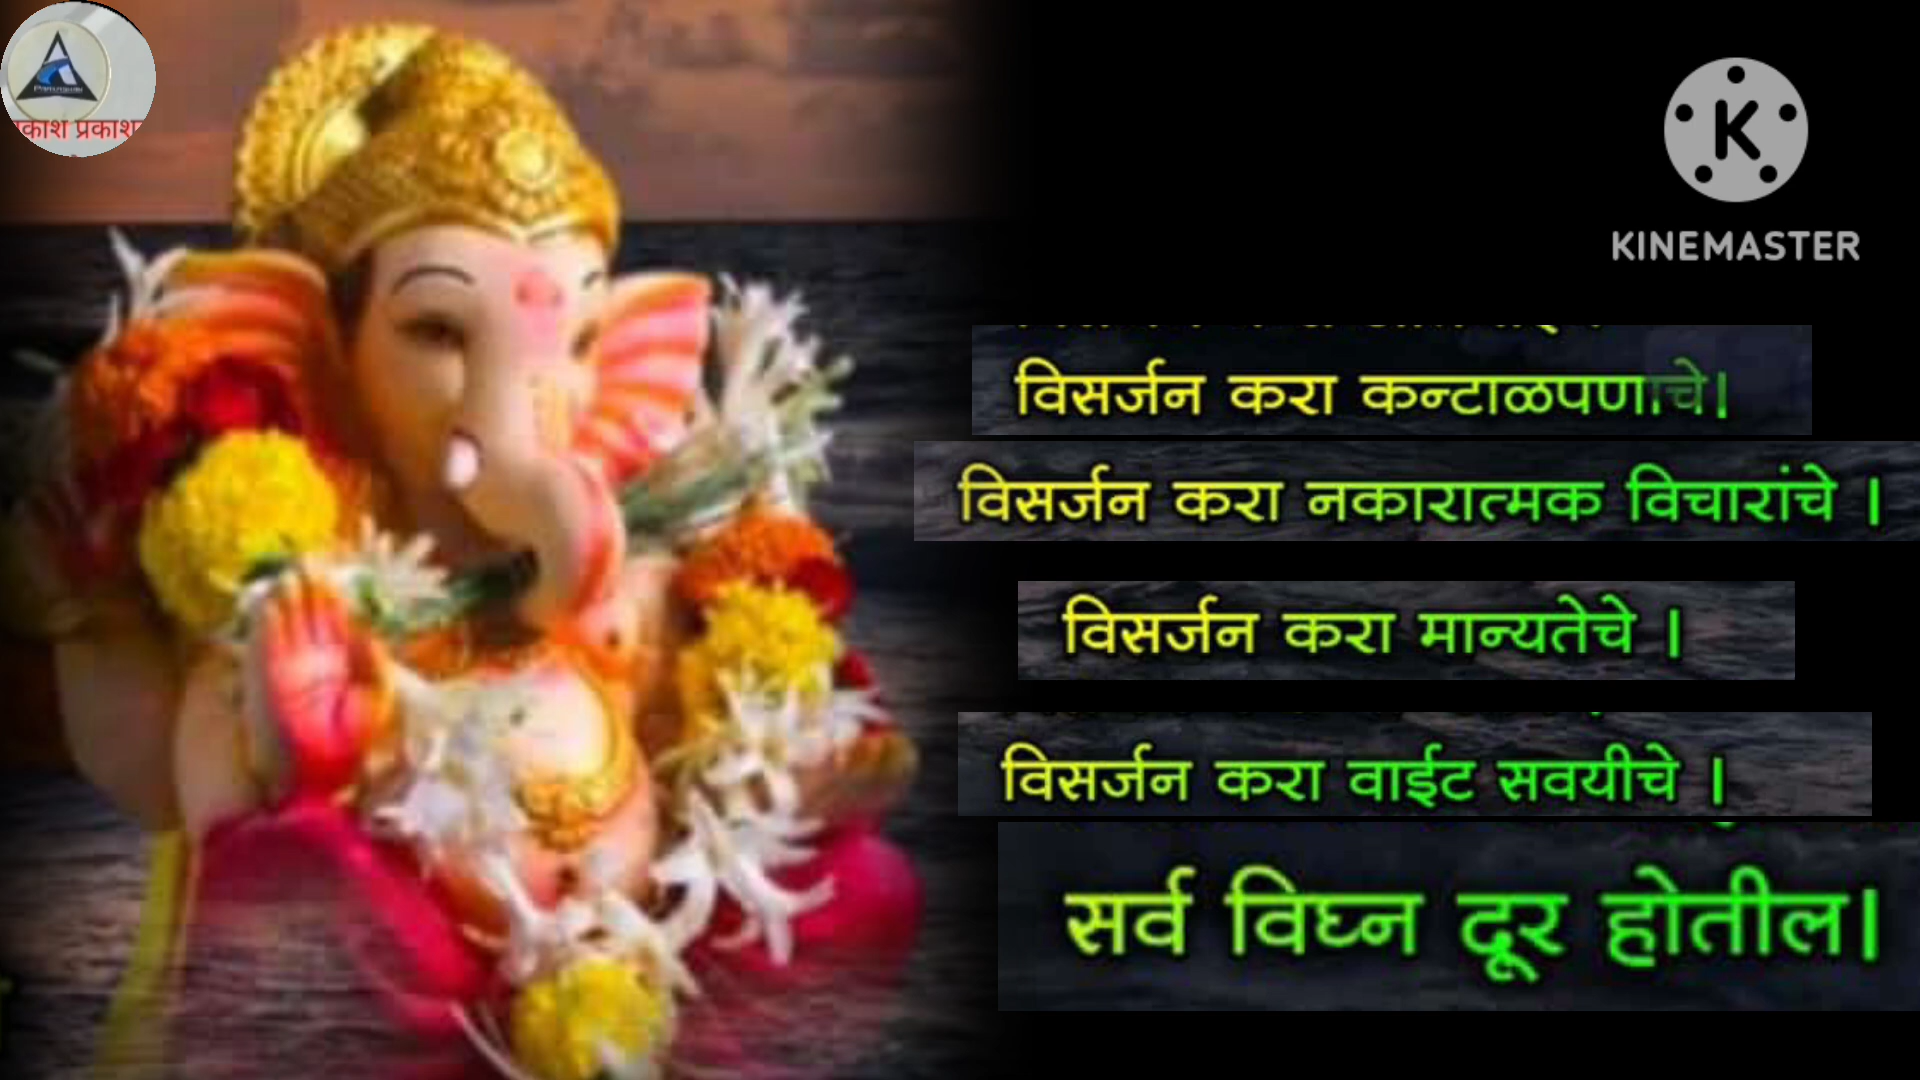 प्रकाश
KINEMASTER
विसर्जन करा कन्टाळपणाचे।
विसर्जन करा नकारात्मक विचारांचे ।
विसर्जन करा मान्यतेचे ।
विसर्जन करा वाईट सवयीचे ।
सर्व विघ्न दूर होतील।